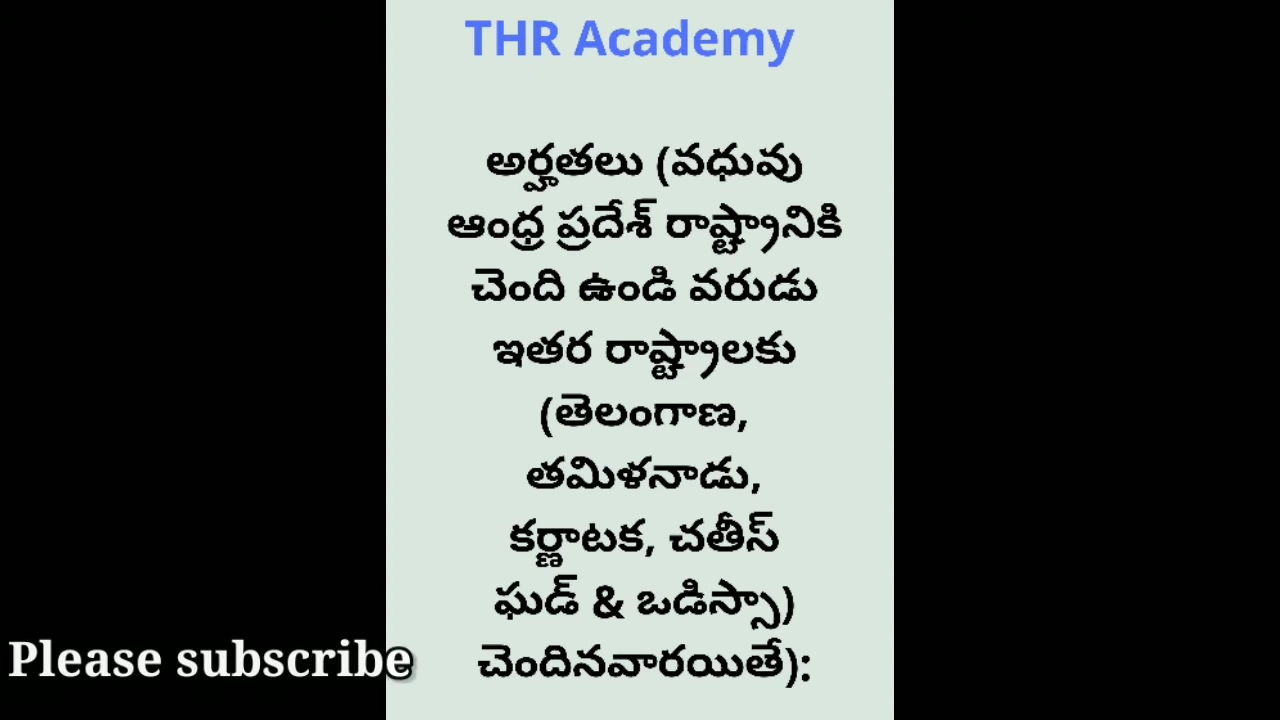 THR Academy
అర్హతలు (వధువు
ఆంధ్ర ప్రదేశ్ రాష్ట్రానికి
చెంది ఉండి వరుడు
ఇతర రాష్ట్రాలకు
(తెలంగాణ,
తమిళనాడు,
కర్ణాటక, చతీస్
ఘడ్ & ఒడిస్సా)
చెందినవారయితే):
Please subscribe